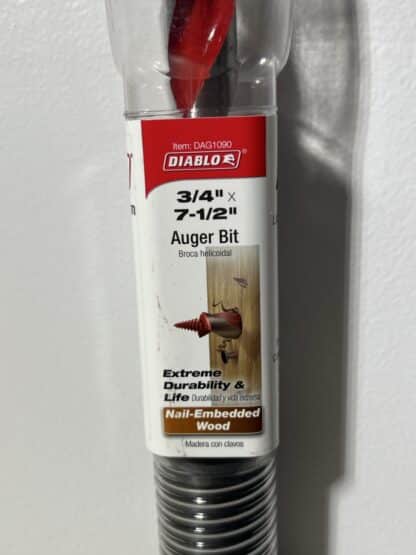 Item: DAG1090
DIABLO®
3/4" x
7-1/2"
Auger Bit
Broca helicoidal
Extreme
Durability &
Life Durabilidad y vida extrema
Nail-Embedded
Wood
Madera con clavos